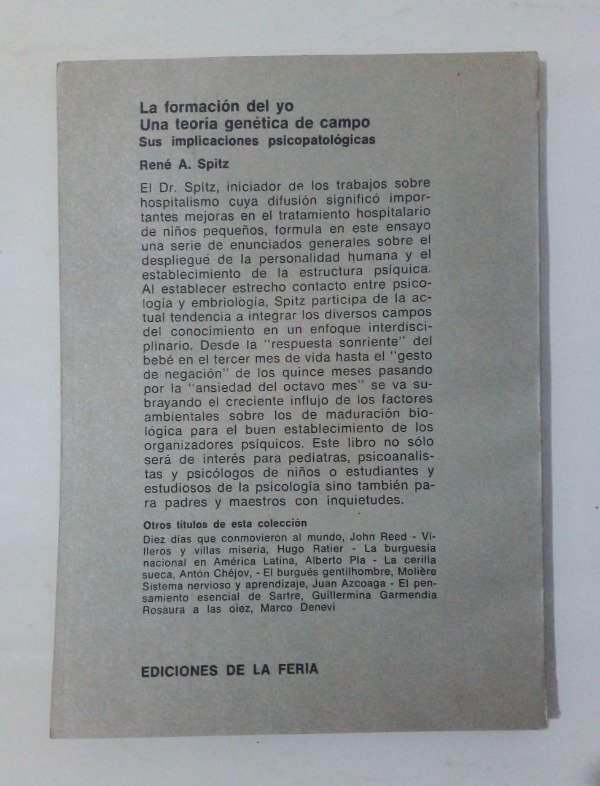 La formación del yo
Una teoría genética de campo
Sus implicaciones psicopatológicas
René A. Spitz
El Dr. Spitz, iniciador de los trabajos sobre
hospitalismo cuya difusión significó impor-
tantes mejoras en el tratamiento hospitalario
de niños pequeños, formula en este ensayo
una serie de enunciados generales sobre el
despliegue de la personalidad humana y el
establecimiento de la estructura psíquica.
Al establecer estrecho contacto entre psico-
logía y embriología, Spitz participa de la ac-
tual tendencia a integrar los diversos campos
del conocimiento en un enfoque interdisci-
plinario. Desde la "respuesta sonriente" del
bebé en el tercer mes de vida hasta el "gesto
de negación" de los quince meses pasando
por la "ansiedad del octavo mes" se va su-
brayando el creciente influjo de los factores
ambientales sobre los de maduración bio-
lógica para el buen establecimiento de los
organizadores psíquicos. Este libro no sólo
será de interés para pediatras, psicoanalis-
tas y psicólogos de niños o estudiantes y
estudiosos de la psicología sino también pa-
ra padres y maestros con inquietudes.
Otros títulos de esta colección
Diez días que conmovieron al mundo, John Reed - Vi-
lleros y villas miseria, Hugo Ratier - La burguesía
nacional en América Latina, Alberto Pla - La cerilla
sueca, Antón Chéjov, - El burgués gentilhombre, Molière
Sistema nervioso y aprendizaje, Juan Azcoaga - El pen-
samiento esencial de Sartre, Guillermina Garmendia
Rosaura a las diez, Marco Denevi
EDICIONES DE LA FERIA